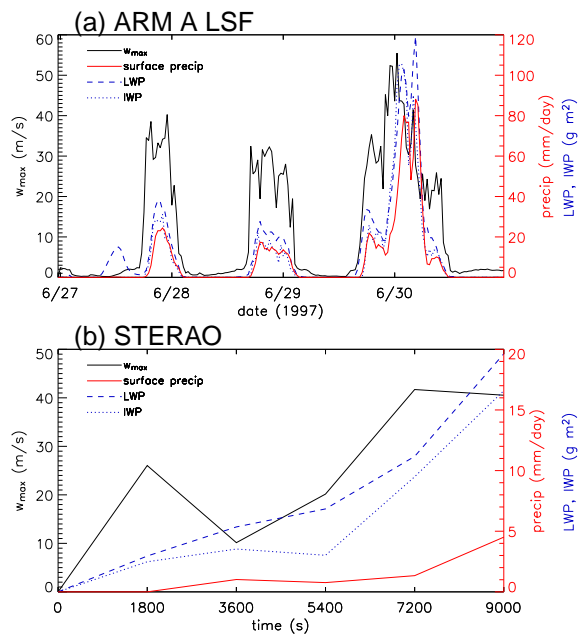 (a) ARM A LSF
60
50
40
30
20
10
0
w_max (m/s)
w_max
surface precip
LWP
IWP
120
100
80
60
40
20
0
precip (mm/day)
LWP, IWP (g m²)
6/27
6/28
6/29
6/30
date (1997)
(b) STERAO
50
40
30
20
10
0
w_max (m/s)
w_max
surface precip
LWP
IWP
20
15
10
5
0
precip (mm/day)
LWP, IWP (g m²)
0
1800
3600
5400
7200
9000
time (s)